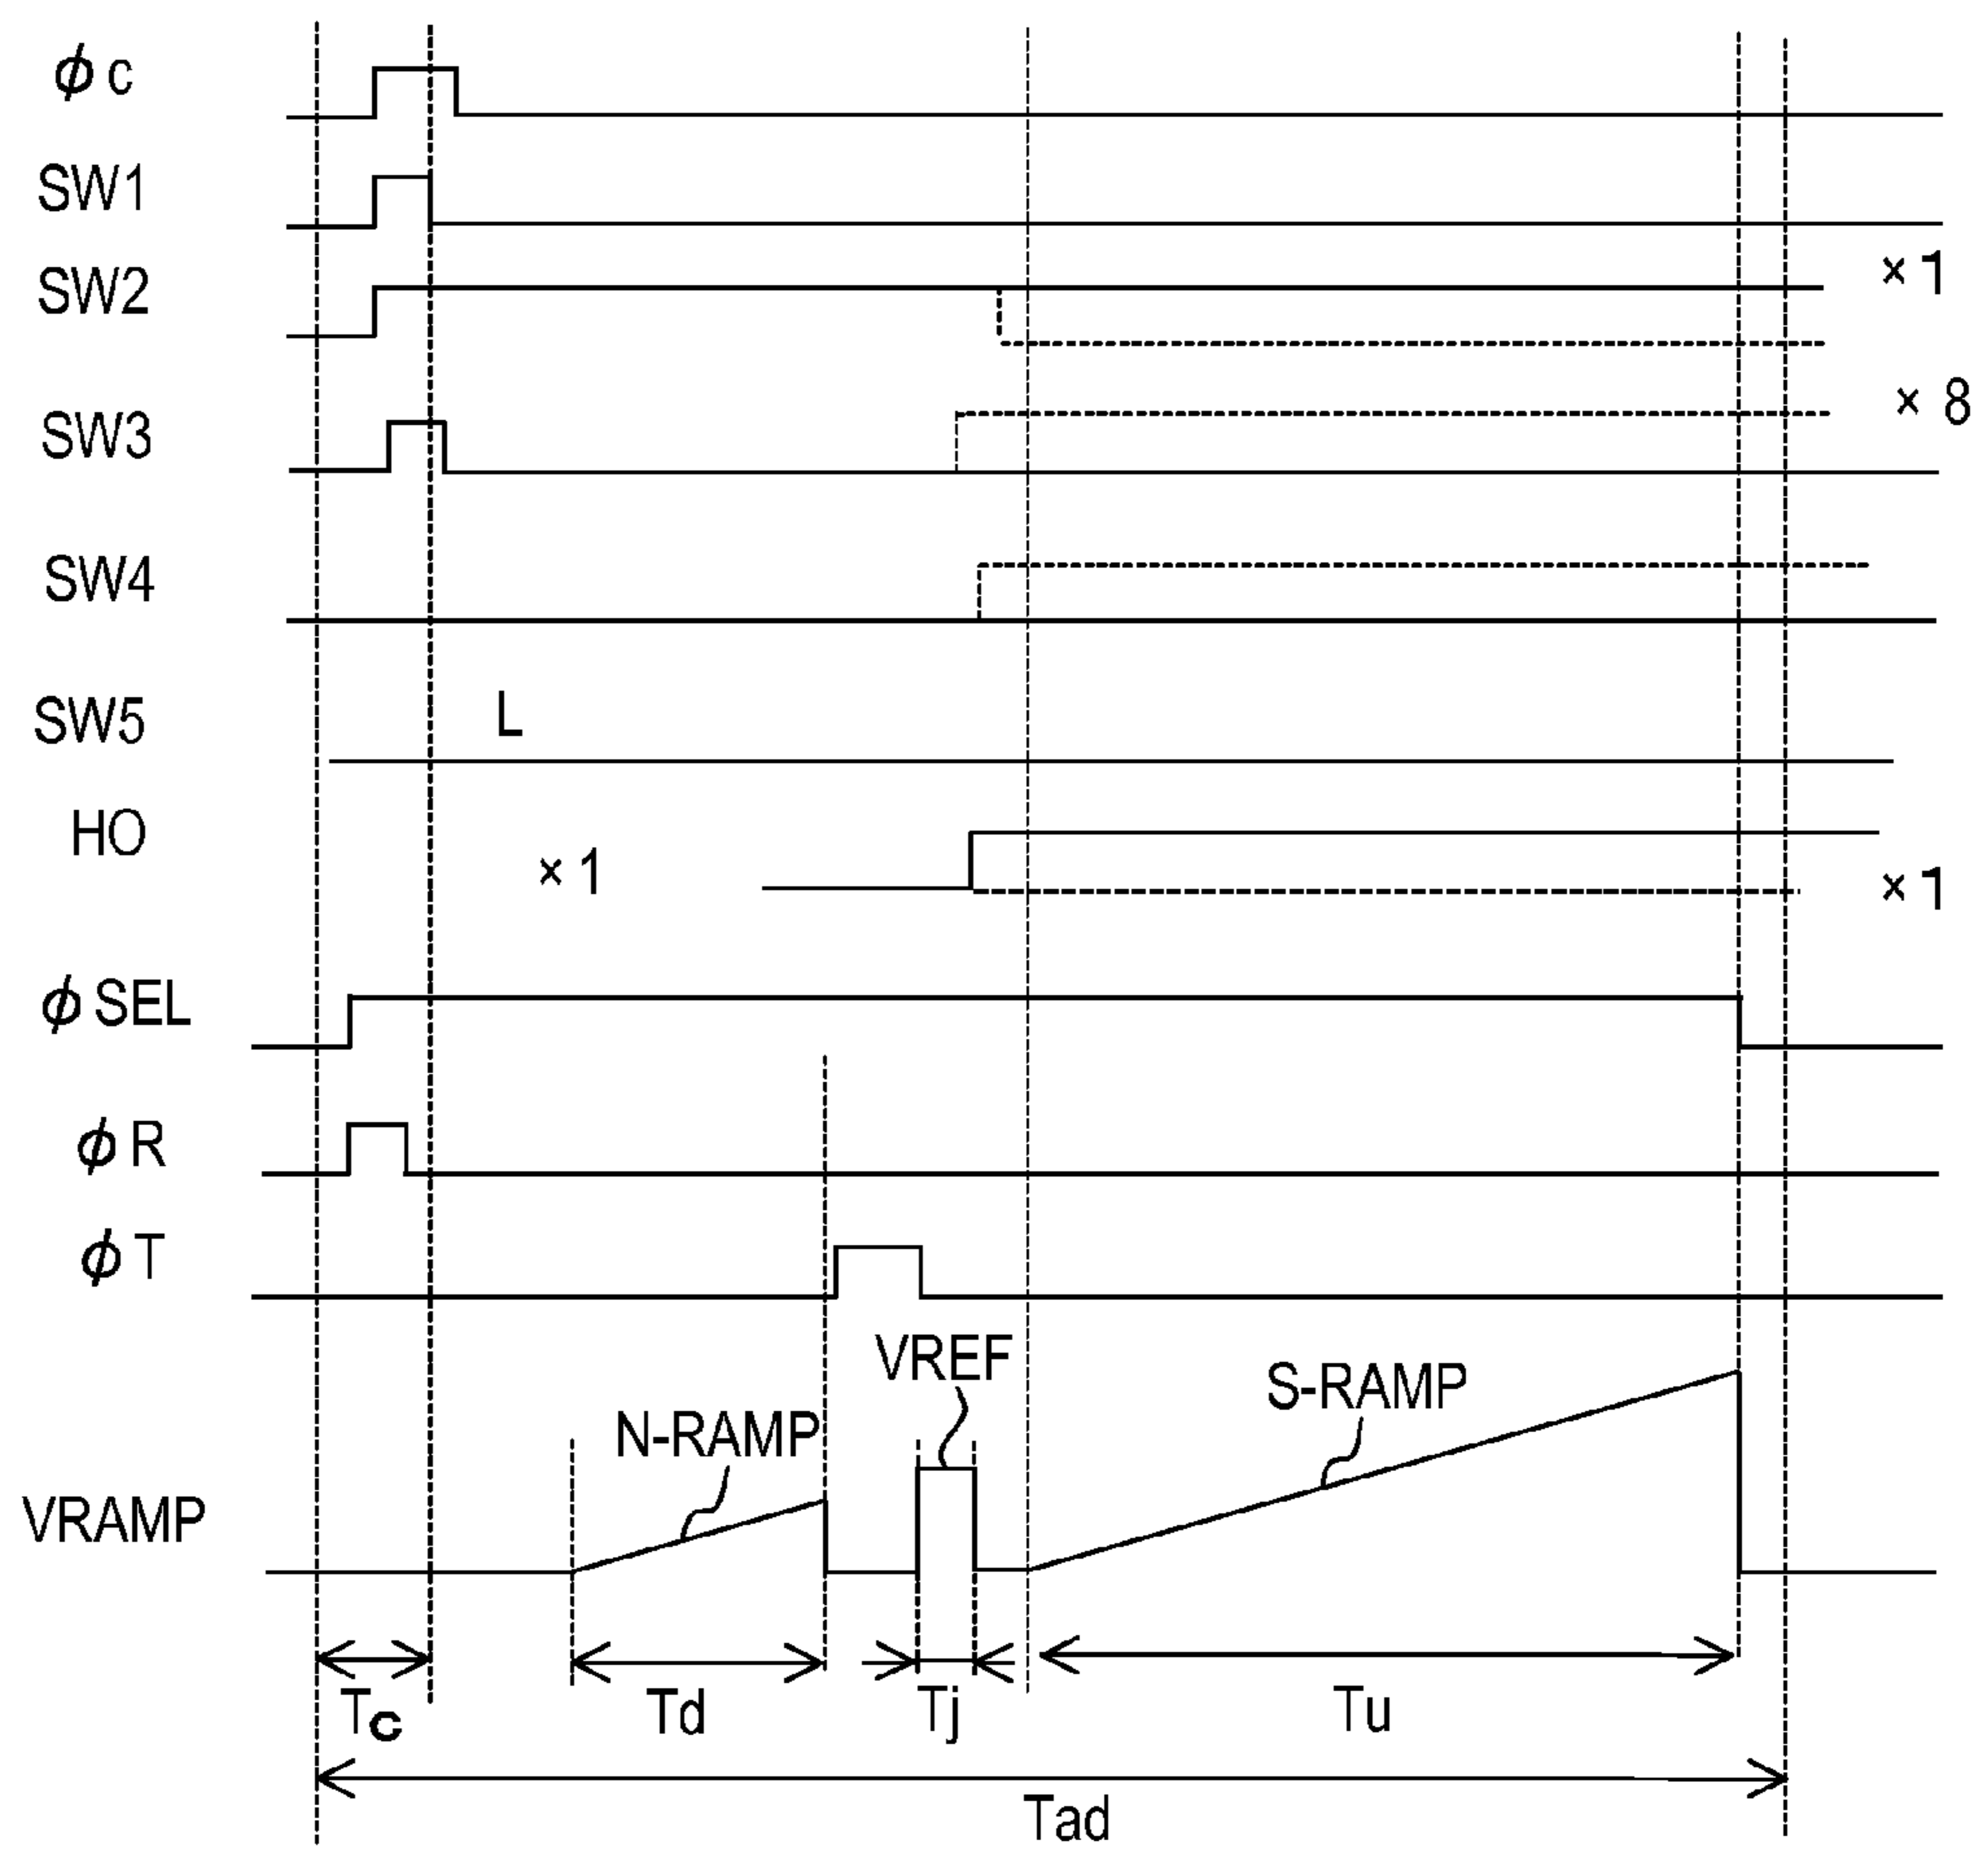 ϕc
SW1
SW2 ×1
SW3 × 8
SW4
SW5 L
HO ×1 ×1
ϕSEL
ϕR
ϕT
VREF
S-RAMP
N-RAMP
VRAMP
Tc Td Tj Tu
Tad